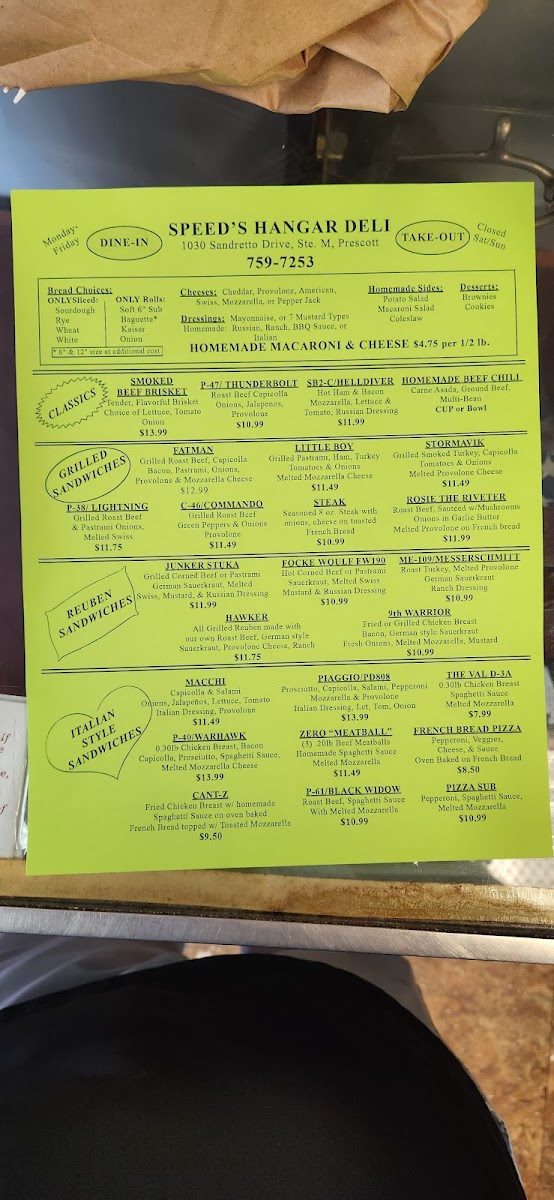 Monday-
Friday
DINE-IN
SPEED'S HANGAR DELI
1030 Sandretto Drive, Ste. M, Prescott
759-7253
TAKE-OUT
Closed
Sat/Sun
Bread Choices:
ONLY Sliced:
Sourdough
Rye
Wheat
White
ONLY Rolls:
Soft 6" Sub
Baguette*
Kaiser
Onion
* 8" & 12" size at additional cost
Cheeses: Cheddar, Provolone, American,
Swiss, Mozzarella, or Pepper Jack
Dressings: Mayonnaise, or 7 Mustard Types
Homemade: Russian, Ranch, BBQ Sauce, or
Italian
Homemade Sides:
Potato Salad
Macaroni Salad
Coleslaw
Desserts:
Brownies
Cookies
HOMEMADE MACARONI & CHEESE $4.75 per 1/2 lb.
CLASSICS
SMOKED
BEEF BRISKET
Tender, Flavorful Brisket
Choice of Lettuce, Tomato
Onion
$13.99
P-47/ THUNDERBOLT
Roast Beef Capicolla
Onions, Jalapenos,
Provolone
$10.99
SB2-C/HELLDIVER
Hot Ham & Bacon
Mozzarella, Lettuce &
Tomato, Russian Dressing
$11.99
HOMEMADE BEEF CHILI
Carne Asada, Ground Beef,
Multi-Bean
CUP or Bowl
GRILLED
SANDWICHES
FATMAN
Grilled Roast Beef, Capicolla
Bacon, Pastrami, Onions,
Provolone & Mozzarella Cheese
$12.99
LITTLE BOY
Grilled Pastrami, Ham, Turkey
Tomatoes & Onions
Melted Mozzarella Cheese
$11.49
STORMAVIK
Grilled Smoked Turkey, Capicolla
Tomatoes & Onions
Melted Provolone Cheese
$11.49
P-38/ LIGHTNING
Grilled Roast Beef
& Pastrami Onions,
Melted Swiss
$11.75
C-46/COMMANDO
Grilled Roast Beef
Green Peppers & Onions
Provolone
$11.49
STEAK
Seasoned 8 oz. Steak with
onions, cheese on toasted
French Bread
$10.99
ROSIE THE RIVETER
Roast Beef, Sauteed w/Mushrooms
Onions in Garlic Butter
Melted Provolone on French bread
$11.99
REUBEN
SANDWICHES
JUNKER STUKA
Grilled Corned Beef or Pastrami
German Sauerkraut, Melted
Swiss, Mustard, & Russian Dressing
$11.99
FOCKE WOULF FW190
Hot Corned Beef or Pastrami
Sauerkraut, Melted Swiss
Mustard & Russian Dressing
$10.99
ME-109/MESSERSCHMITT
Roast Turkey, Melted Provolone
German Sauerkraut
Ranch Dressing
$10.99
HAWKER
All Grilled Reuben made with
our own Roast Beef, German style
Sauerkraut, Provolone Cheese, Ranch
$11.75
9th WARRIOR
Fried or Grilled Chicken Breast
Bacon, German style Sauerkraut
Fresh Onions, Melted Mozzarella, Mustard
$10.99
ITALIAN
STYLE
SANDWICHES
MACCHI
Capicolla & Salami
Onions, Jalapeños, Lettuce, Tomato
Italian Dressing, Provolone
$11.49
PIAGGIO/PD808
Prosciutto, Capicolla, Salami, Pepperoni
Mozzarella & Provolone
Italian Dressing, Let, Tom, Onion
$13.99
THE VAL D-3A
0.30lb Chicken Breast
Spaghetti Sauce
Melted Mozzarella
$7.99
P-40/WARHAWK
0.30lb Chicken Breast, Bacon
Capicolla, Prosciutto, Spaghetti Sauce,
Melted Mozzarella Cheese
$13.99
ZERO "MEATBALL"
(3) .20lb Beef Meatballs
Homemade Spaghetti Sauce
Melted Mozzarella
$11.49
FRENCH BREAD PIZZA
Pepperoni, Veggies,
Cheese, & Sauce
Oven Baked on French Bread
$8.50
CANT-Z
Fried Chicken Breast w/ homemade
Spaghetti Sauce on oven baked
French Bread topped w/ Toasted Mozzarella
$9.50
P-61/BLACK WIDOW
Roast Beef, Spaghetti Sauce
With Melted Mozzarella
$10.99
PIZZA SUB
Pepperoni, Spaghetti Sauce,
Melted Mozzarella
$10.99